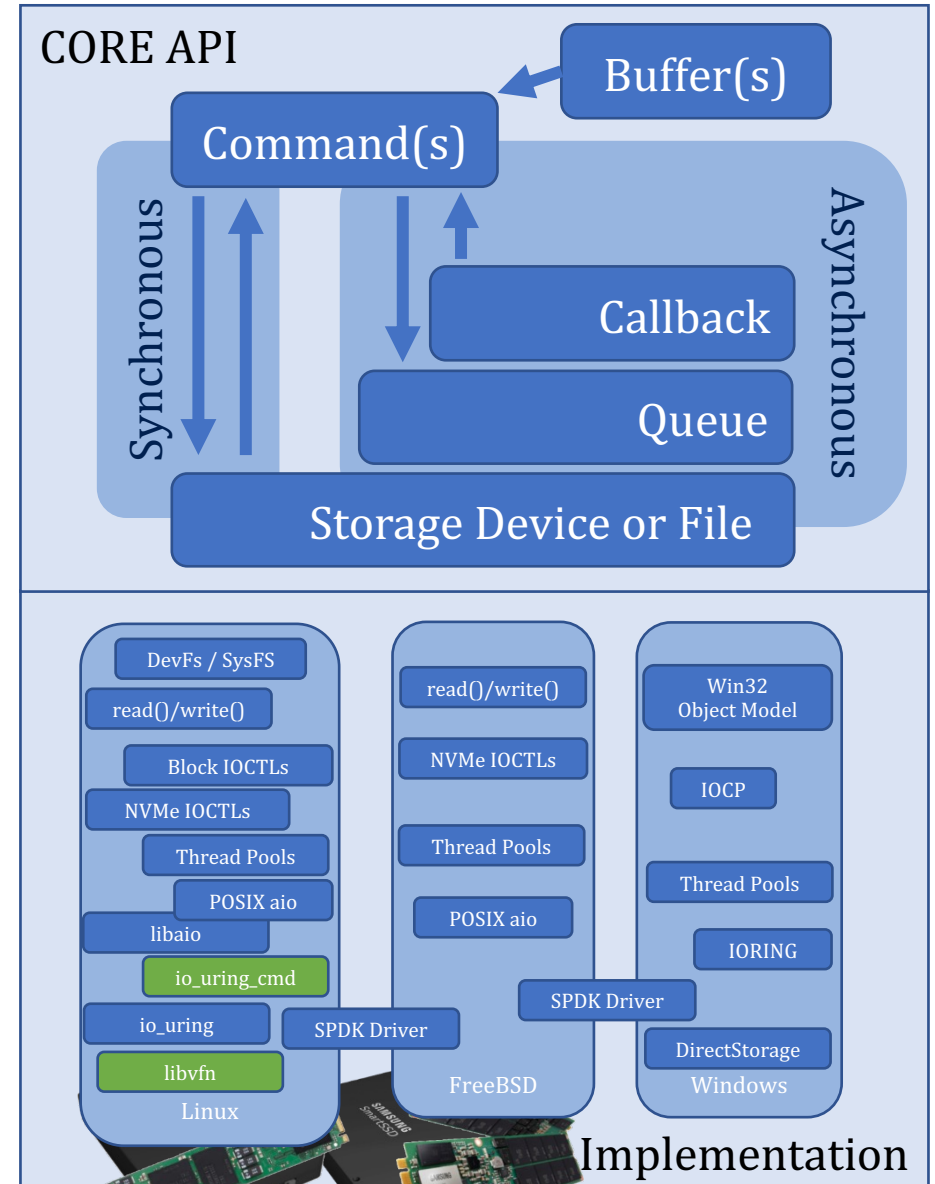 CORE API
Buffer(s)
Command(s)
Synchronous
Asynchronous
Callback
Queue
Storage Device or File
DevFs / SysFS
read()/write()
Block IOCTLs
NVMe IOCTLs
Thread Pools
POSIX aio
libaio
io_uring_cmd
io_uring
SPDK Driver
libvfn
Linux
read()/write()
NVMe IOCTLs
Thread Pools
POSIX aio
SPDK Driver
FreeBSD
Win32
Object Model
IOCP
Thread Pools
IORING
DirectStorage
Windows
SAMSUNG
SmartSSD
Implementation